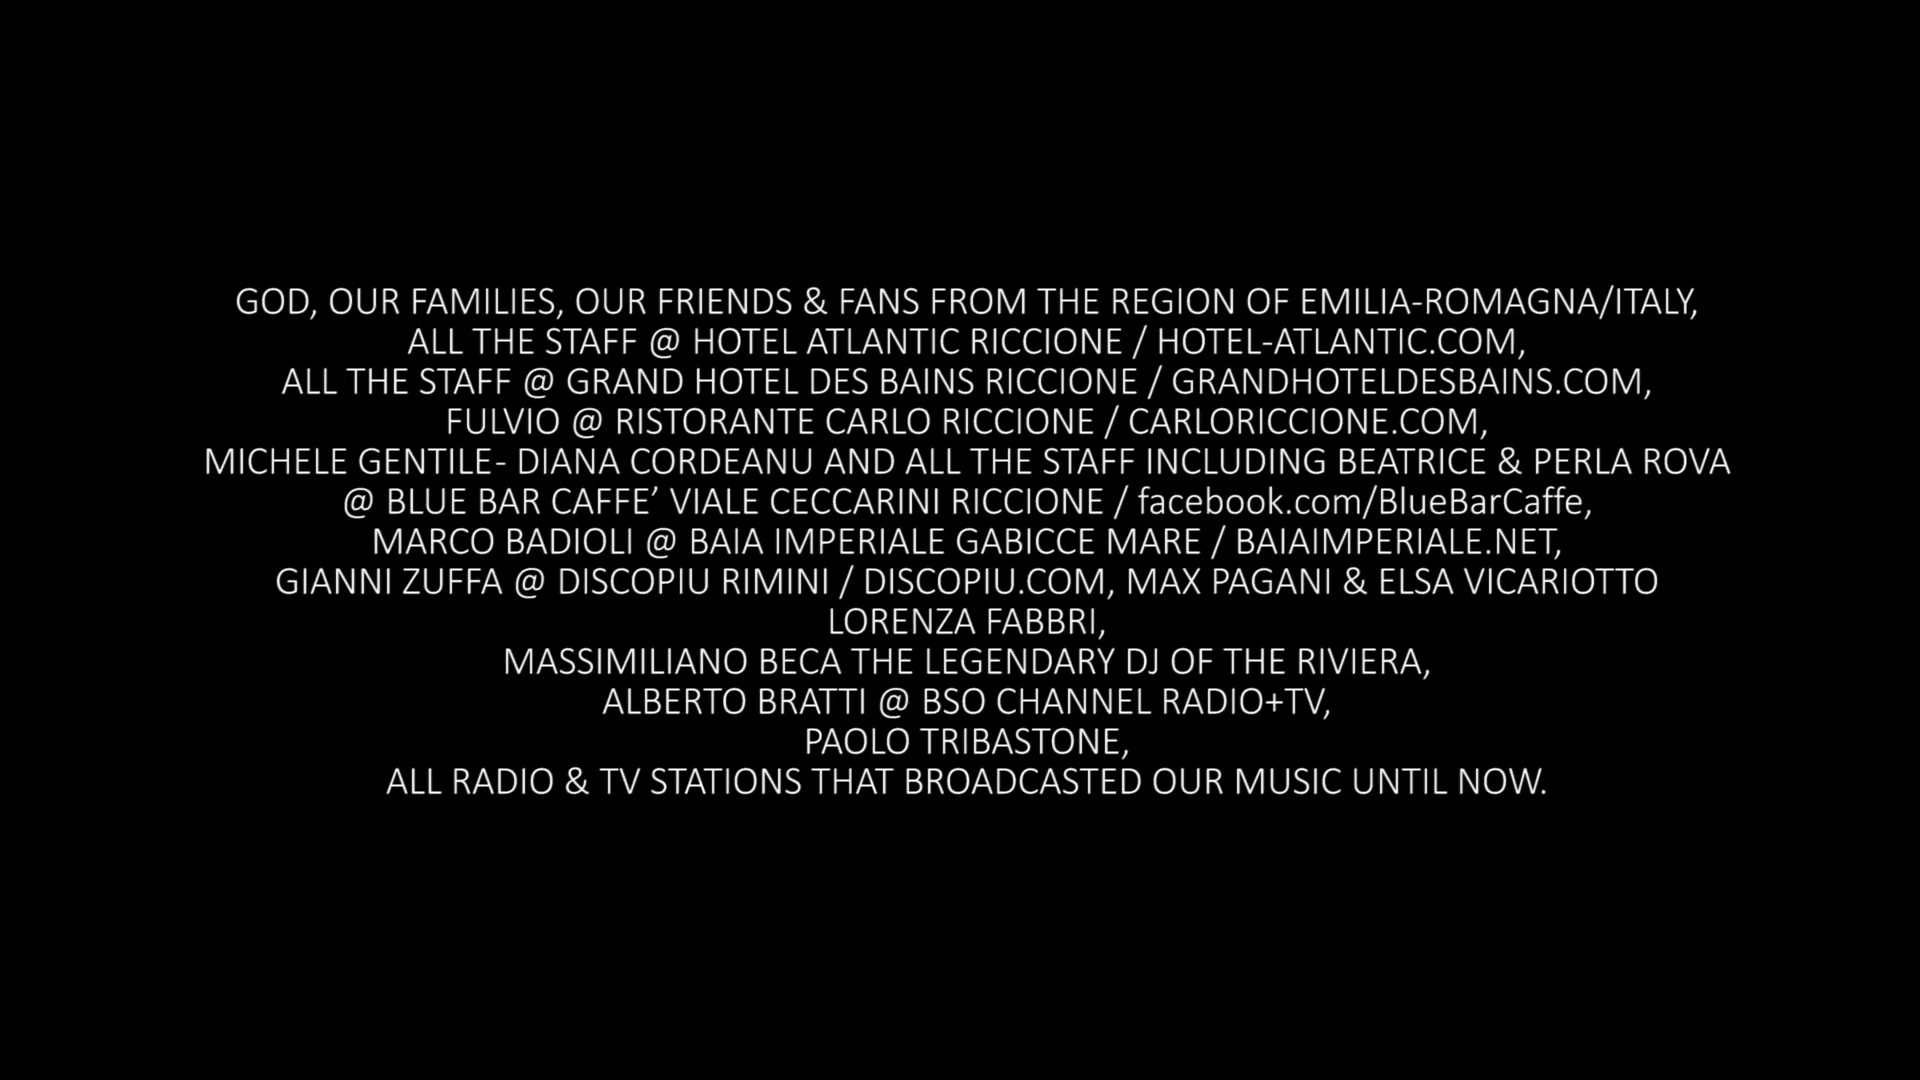 GOD, OUR FAMILIES, OUR FRIENDS & FANS FROM THE REGION OF EMILIA-ROMAGNA/ITALY,
ALL THE STAFF @ HOTEL ATLANTIC RICCIONE / HOTEL-ATLANTIC.COM,
ALL THE STAFF @ GRAND HOTEL DES BAINS RICCIONE / GRANDHOTELDESBAINS.COM,
FULVIO @ RISTORANTE CARLO RICCIONE / CARLORICCIONE.COM,
MICHELE GENTILE- DIANA CORDEANU AND ALL THE STAFF INCLUDING BEATRICE & PERLA ROVA
@ BLUE BAR CAFFE’ VIALE CECCARINI RICCIONE / facebook.com/BlueBarCaffe,
MARCO BADIOLI @ BAIA IMPERIALE GABICCE MARE / BAIAIMPERIALE.NET,
GIANNI ZUFFA @ DISCOPIU RIMINI / DISCOPIU.COM, MAX PAGANI & ELSA VICARIOTTO
LORENZA FABBRI,
MASSIMILIANO BECA THE LEGENDARY DJ OF THE RIVIERA,
ALBERTO BRATTI @ BSO CHANNEL RADIO+TV,
PAOLO TRIBASTONE,
ALL RADIO & TV STATIONS THAT BROADCASTED OUR MUSIC UNTIL NOW.